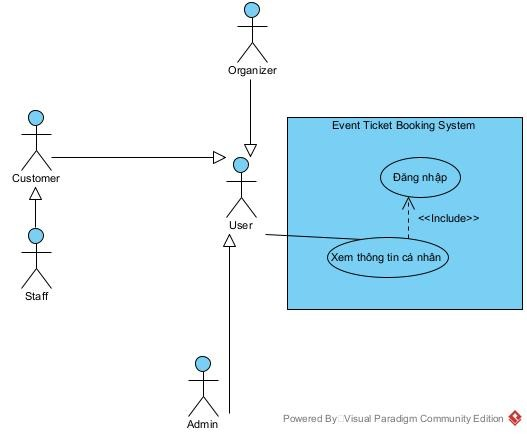 Organizer
Event Ticket Booking System
Customer
Đăng nhập
User
<<Include>>
Xem thông tin cá nhân
Staff
Admin
Powered By Visual Paradigm Community Edition